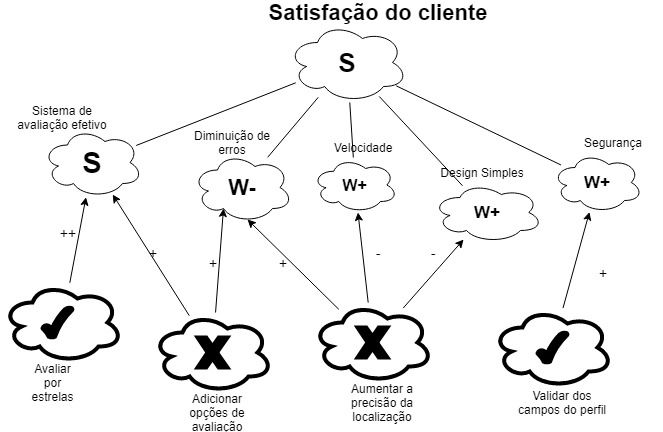 Satisfação do cliente
S
Sistema de
avaliação efetivo
S
Diminuição de
erros
W-
Velocidade
W+
Design Simples
W+
Segurança
W+
++
+
+
+
-
-
+
Avaliar
por
estrelas
X
Adicionar
opções de
avaliação
X
Aumentar a
precisão da
localização
Validar dos
campos do perfil